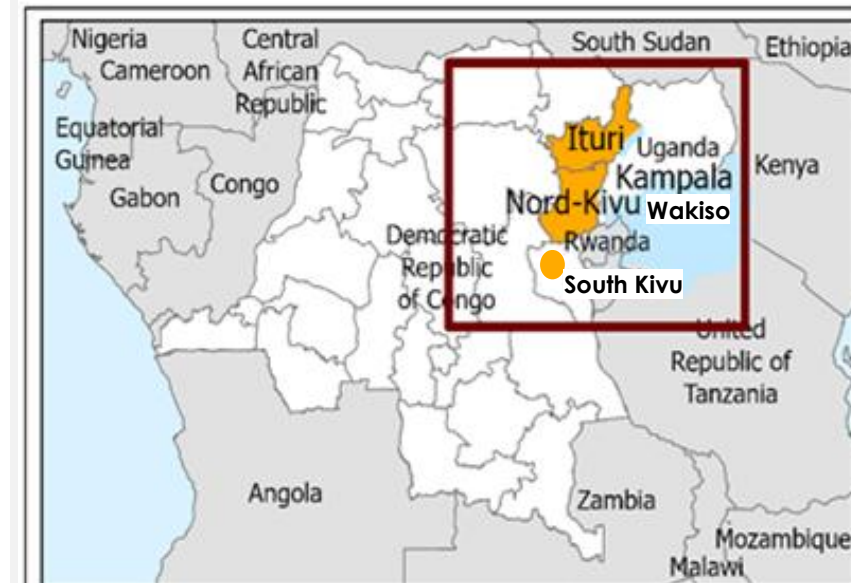 Nigeria
Cameroon
Central
African
Republic
South Sudan
Ethiopia
Equatorial
Guinea
Gabon
Congo
Ituri
Uganda
Kenya
Kampala
Nord-Kivu
Wakiso
Democratic
Republic
of Congo
Rwanda
South Kivu
United
Republic of
Tanzania
Angola
Zambia
Mozambique
Malawi